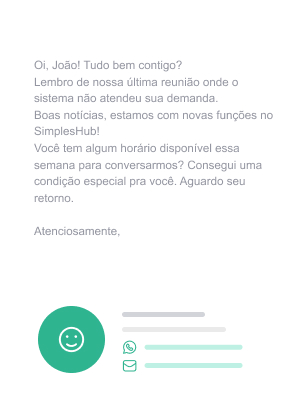 Oi, João! Tudo bem contigo?
Lembro de nossa última reunião onde o
sistema não atendeu sua demanda.
Boas notícias, estamos com novas funções no
SimplesHub!
Você tem algum horário disponível essa
semana para conversarmos? Consegui uma
condição especial pra você. Aguardo seu
retorno.
Atenciosamente,